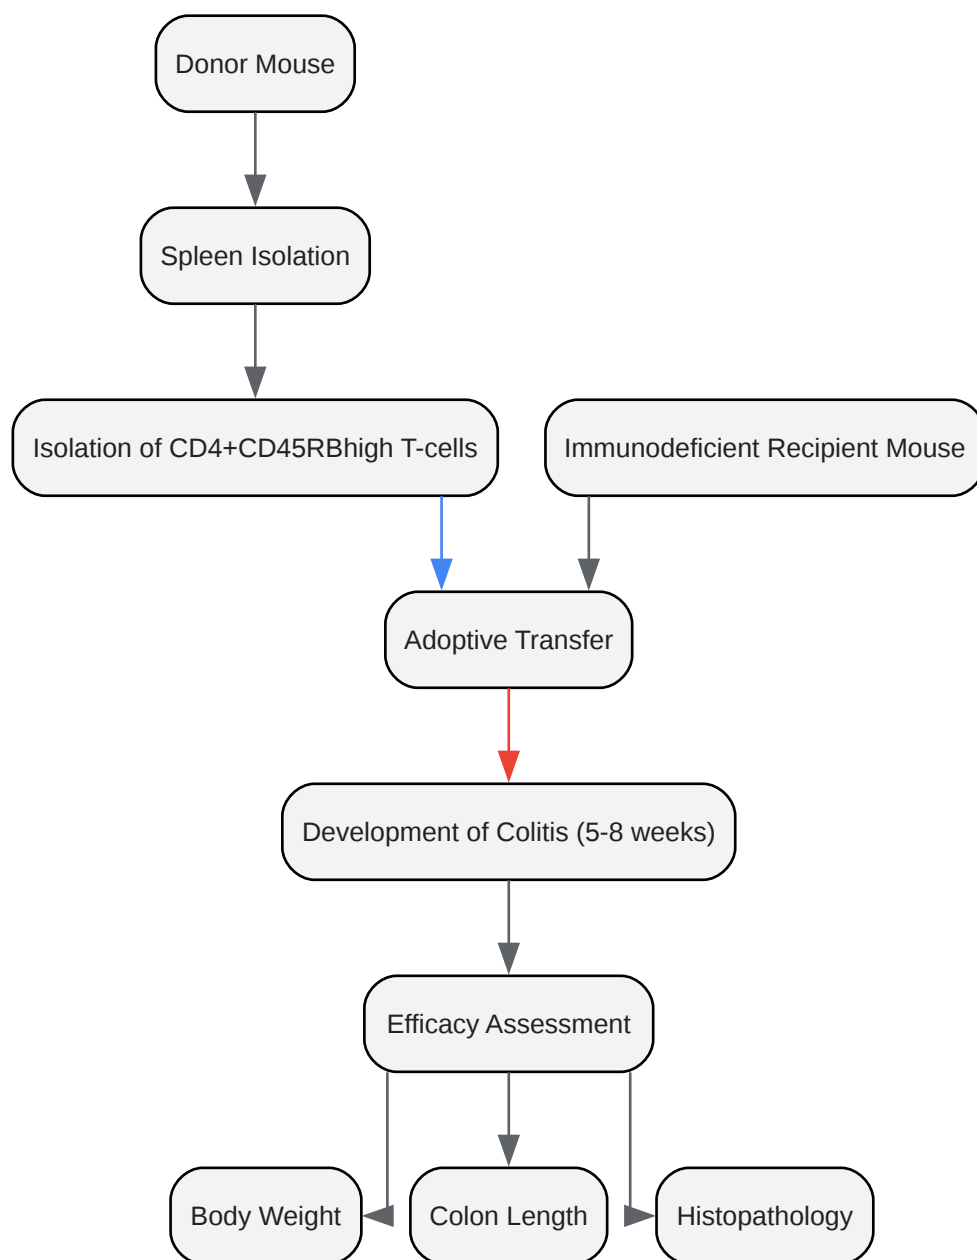 Donor Mouse
Spleen Isolation
Isolation of CD4+CD45RBhigh T-cells
Immunodeficient Recipient Mouse
Adoptive Transfer
Development of Colitis (5-8 weeks)
Efficacy Assessment
Body Weight
Colon Length
Histopathology